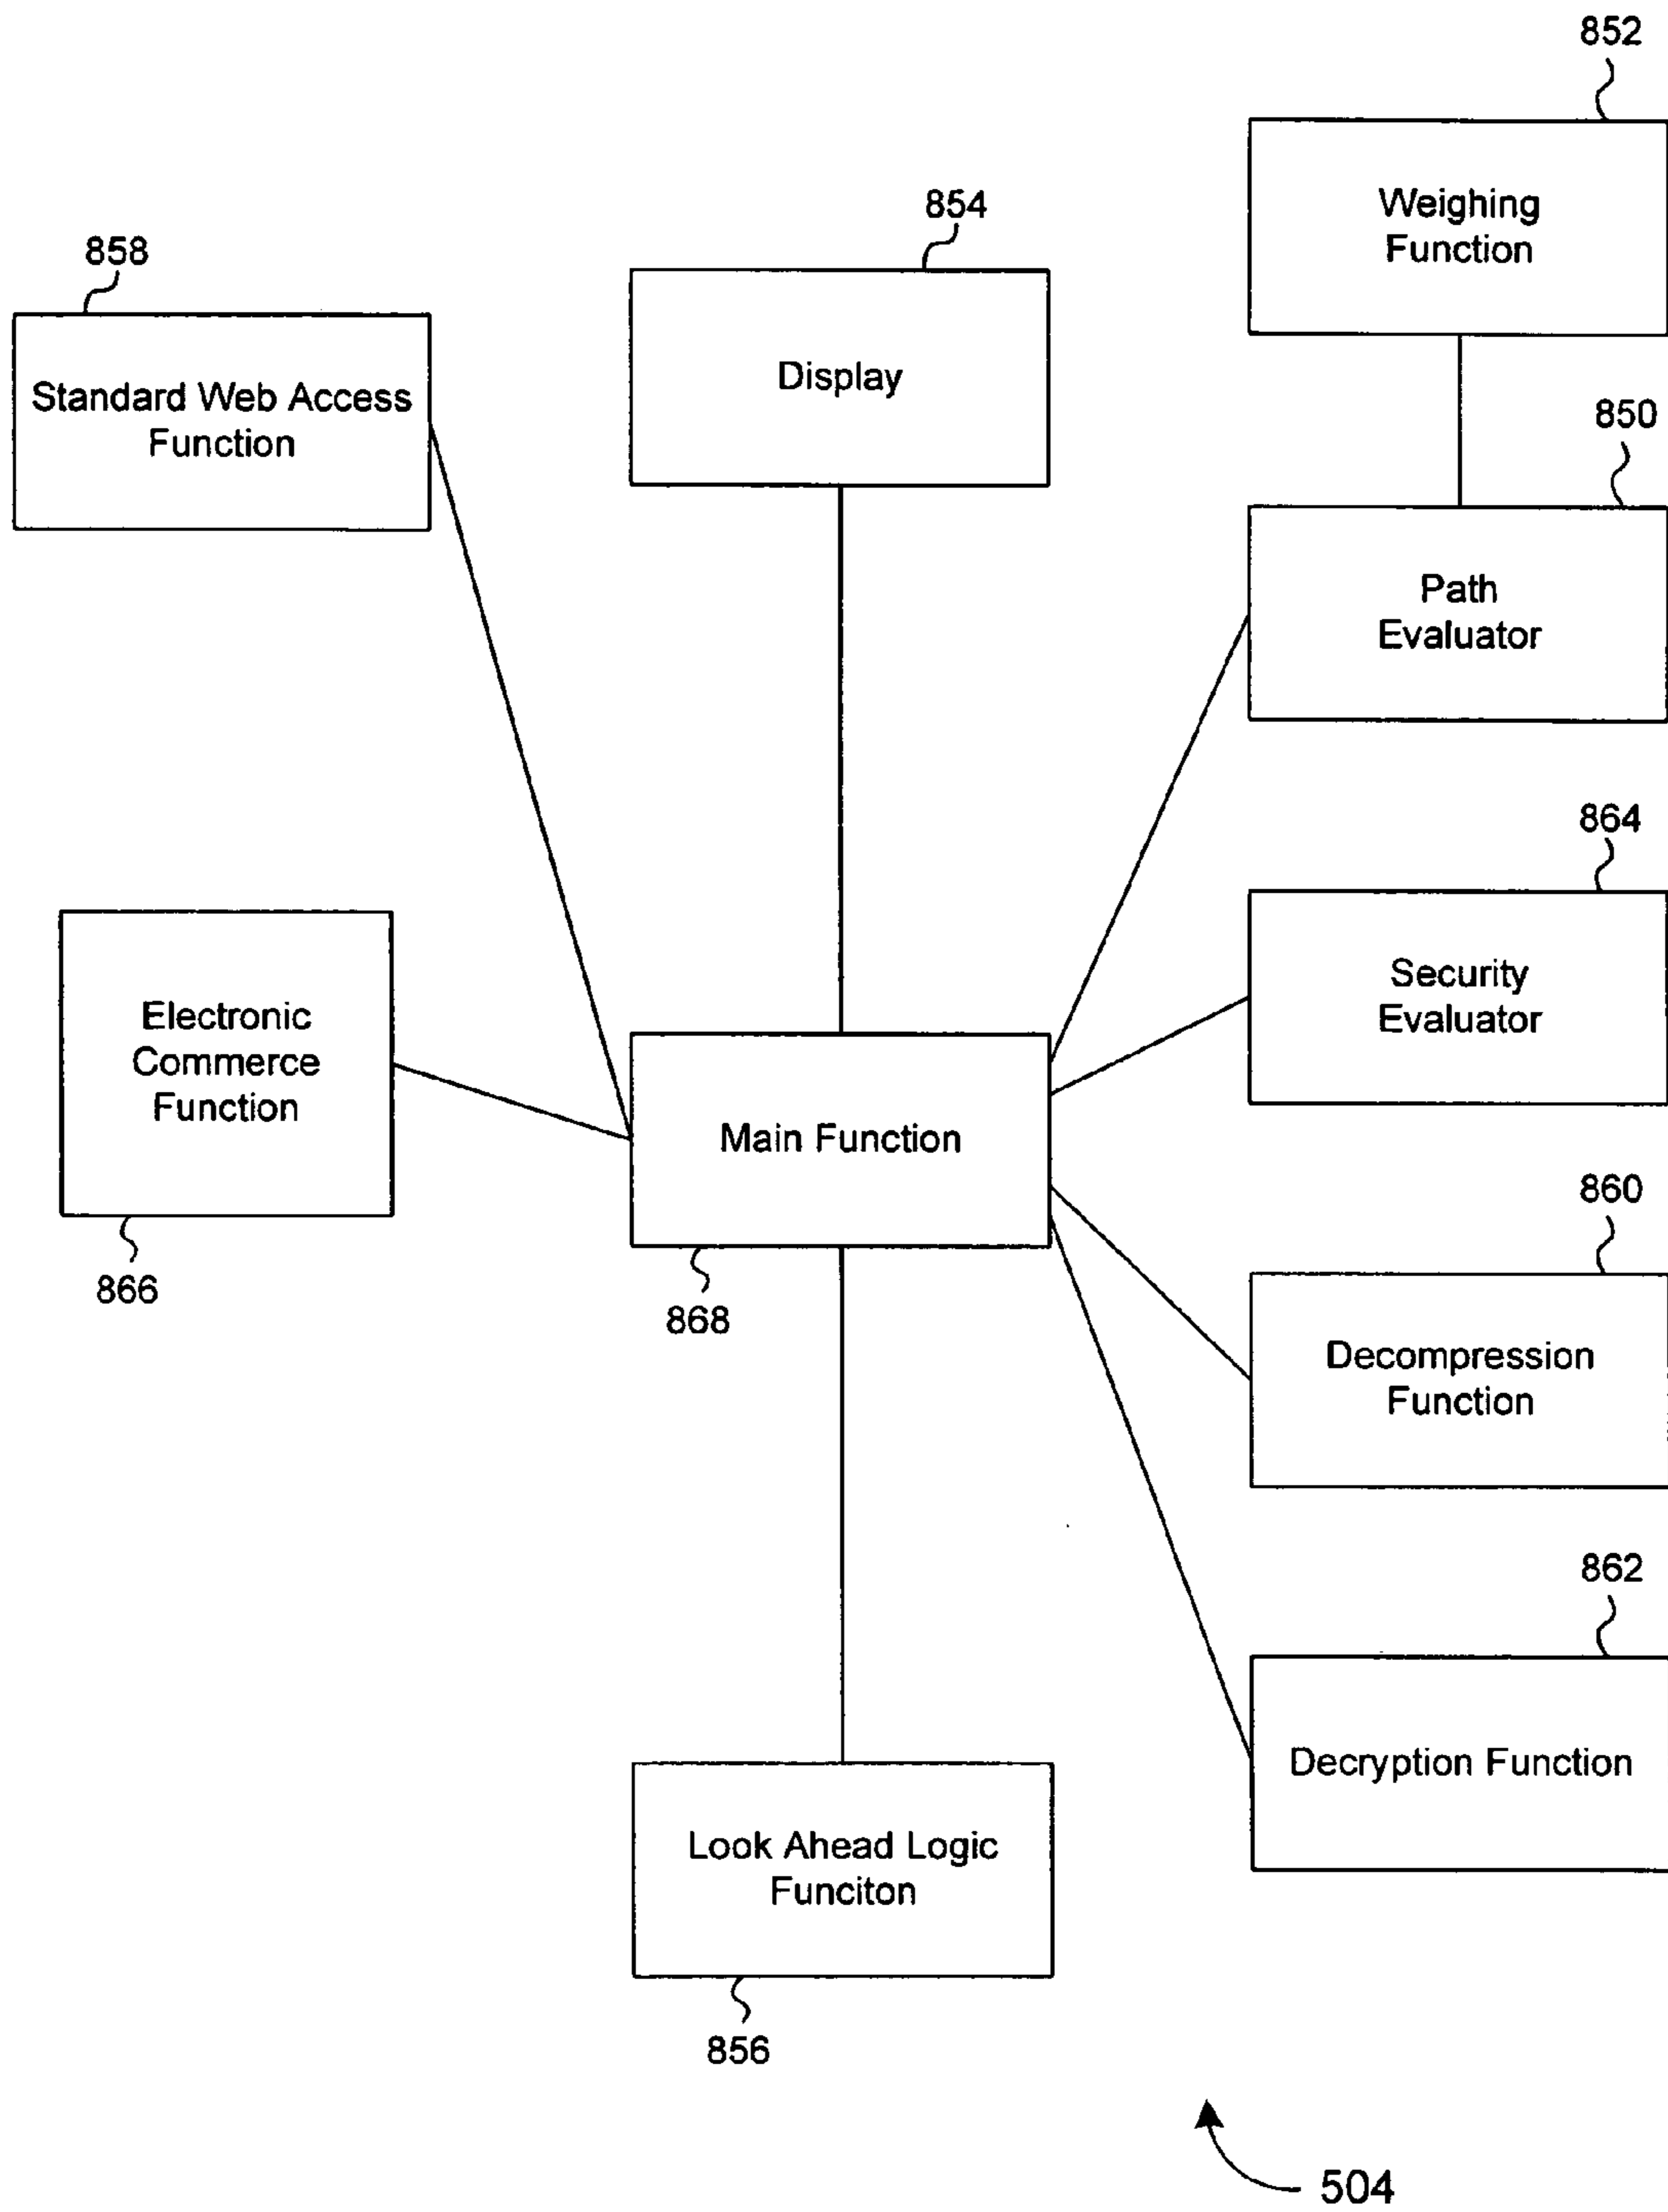 852
Weighing
Function
854
858
Display
Standard Web Access
Function
850
Path
Evaluator
864
Electronic
Commerce
Function
Security
Evaluator
Main Function
860
866
868
Decompression
Function
862
Decryption Function
Look Ahead Logic
Funciton
856
504